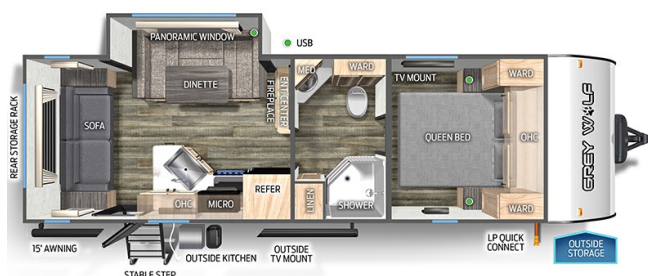 PANORAMIC WINDOW
USB
DINETTE
SOFA
REAR STORAGE RACK
ENT.CENTER
FIREPLACE
MED
WARD
TV MOUNT
WARD
QUEEN BED
OHC
GREY WOLF
OHC
MICRO
REFER
LINEN
SHOWER
WARD
15' AWNING
OUTSIDE KITCHEN
STABLE STEP
OUTSIDE
TV MOUNT
LP QUICK
CONNECT
OUTSIDE
STORAGE